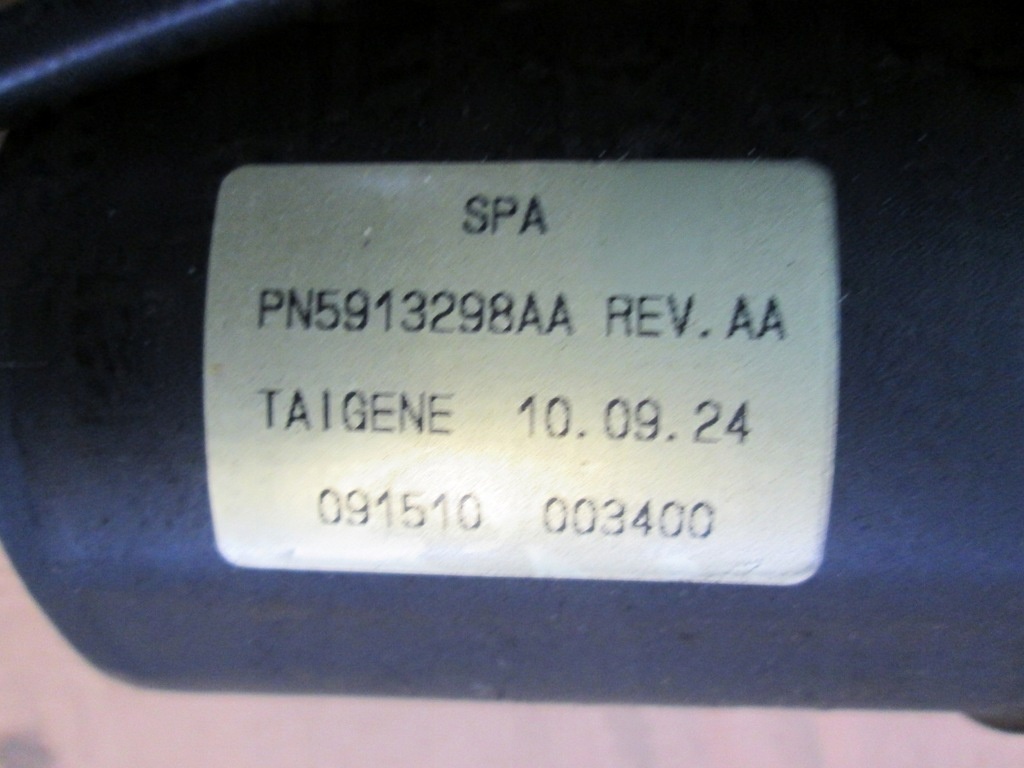 SPA
PN5913298AA REV.AA
TAIGENE 10.09.24
091510 003400